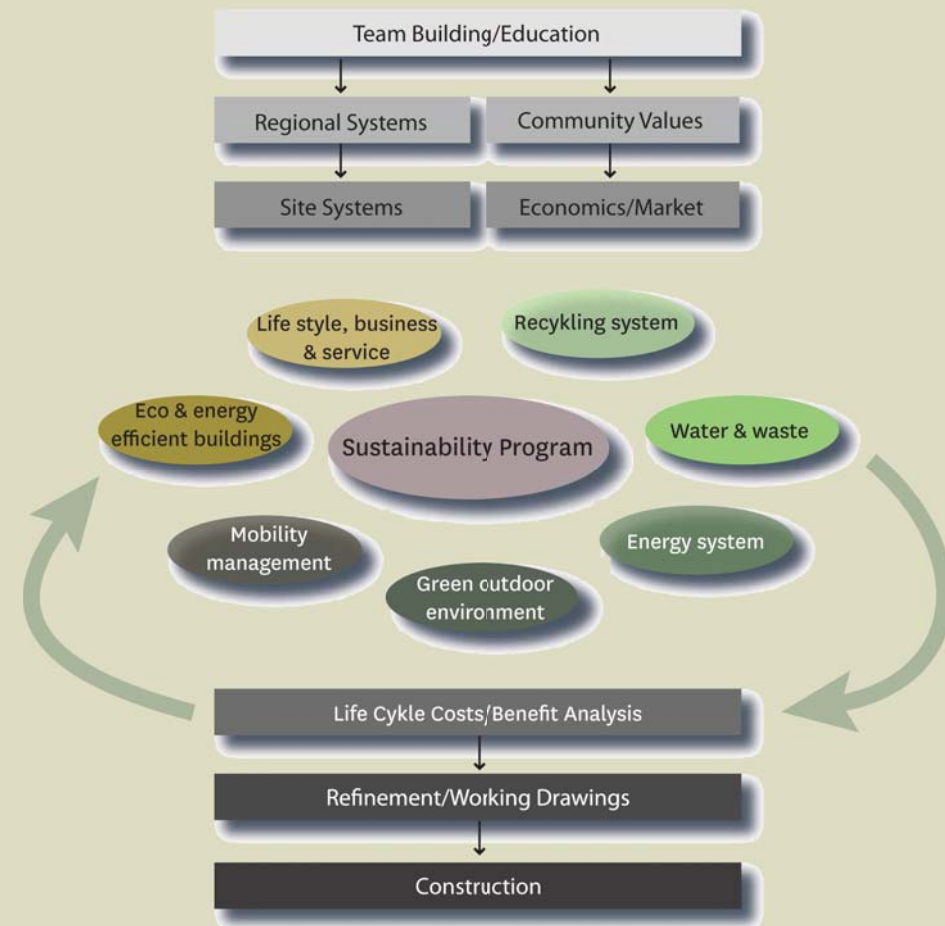 Team Building/Education
Regional Systems
Community Values
Site Systems
Economics/Market
Life style, business
& service
Recykling system
Eco & energy
efficient buildings
Sustainability Program
Water & waste
Mobility
management
Energy system
Green outdoor
environment
Life Cykle Costs/Benefit Analysis
Refinement/Working Drawings
Construction